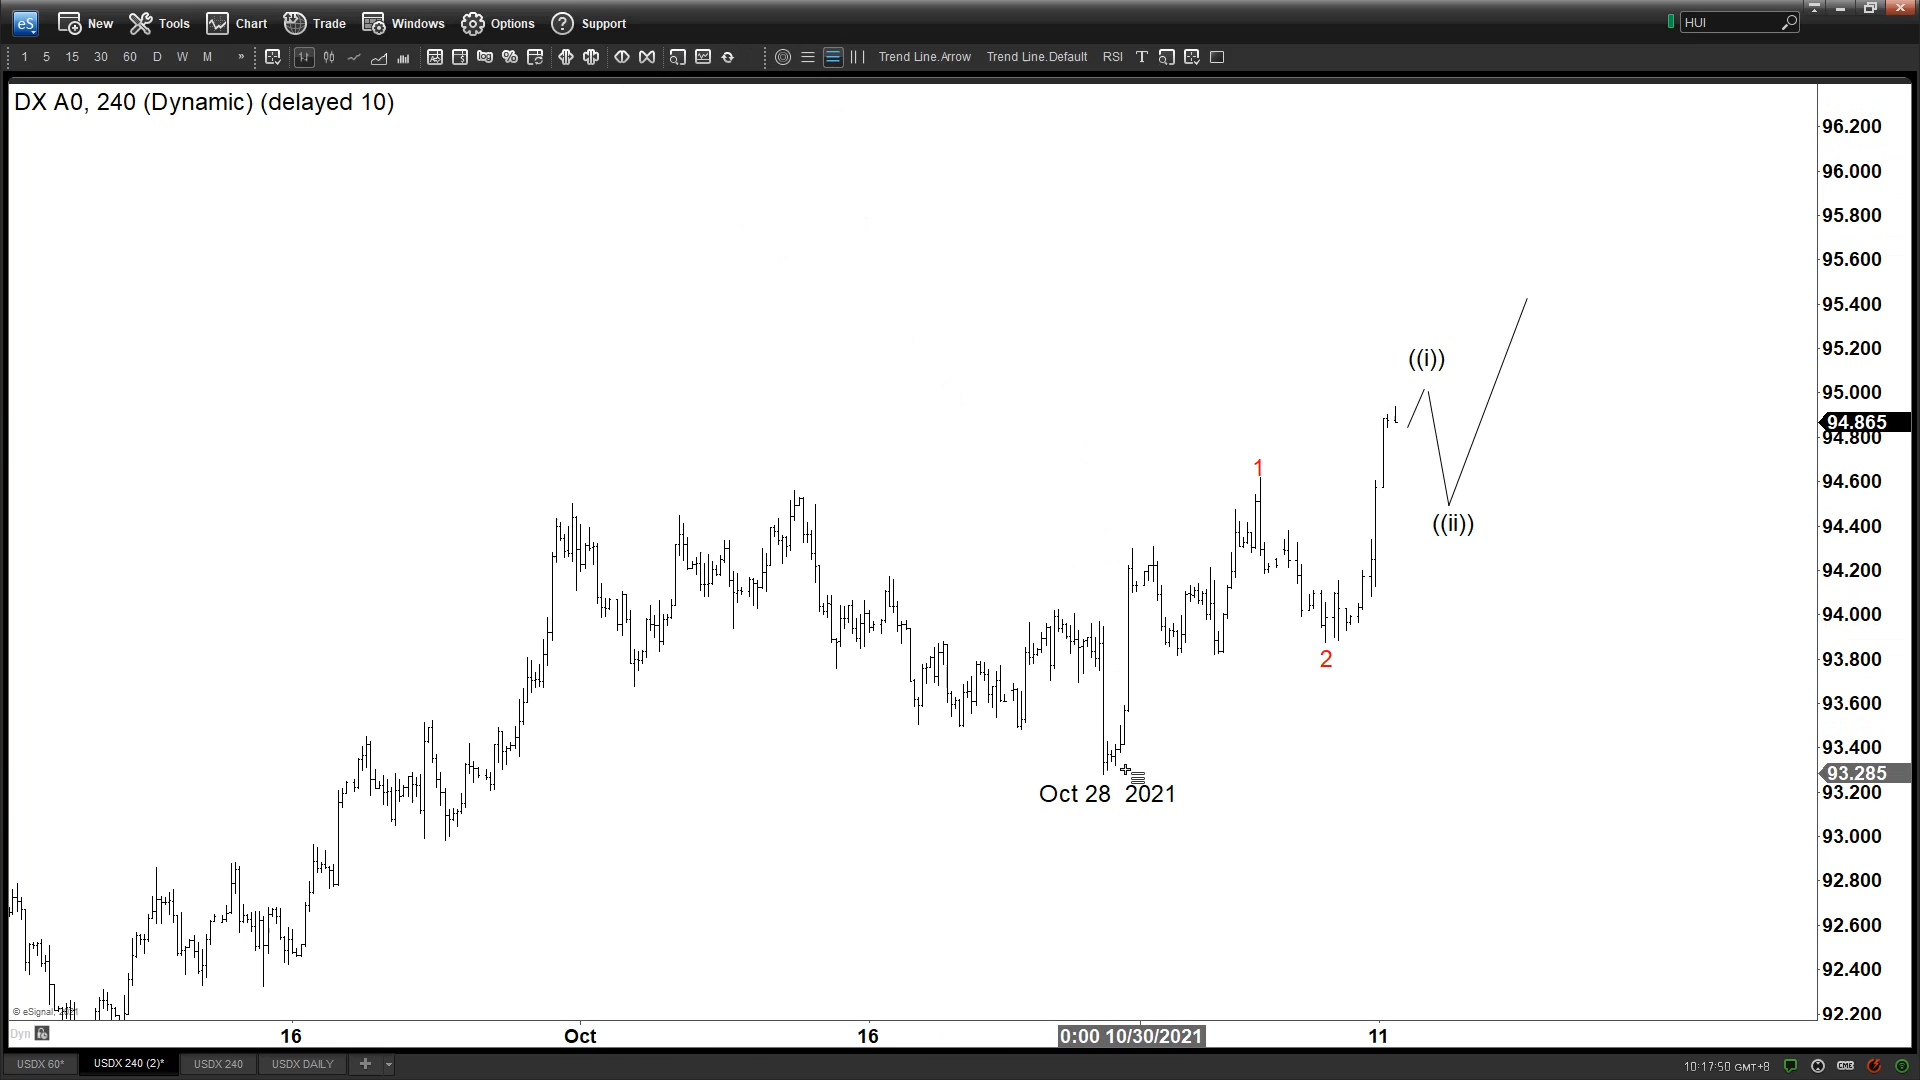 eS New Tools Chart Trade Windows Options Support HUI
1 5 15 30 60 D W M » Trend Line.Arrow Trend Line.Default RSI T
DX A0, 240 (Dynamic) (delayed 10)
96.200
96.000
95.800
95.600
95.400
95.200
95.000
94.865
94.800
94.600
94.400
94.200
94.000
93.800
93.600
93.400
93.285
93.200
93.000
92.800
92.600
92.400
92.200
((i))
1
((ii))
2
Oct 28 2021
© eSignal, 2021
Dyn
16 Oct 16 0:00 10/30/2021 11
USDX 60* USDX 240 (2)* USDX 240 USDX DAILY + 10:17:50 GMT+8 CME